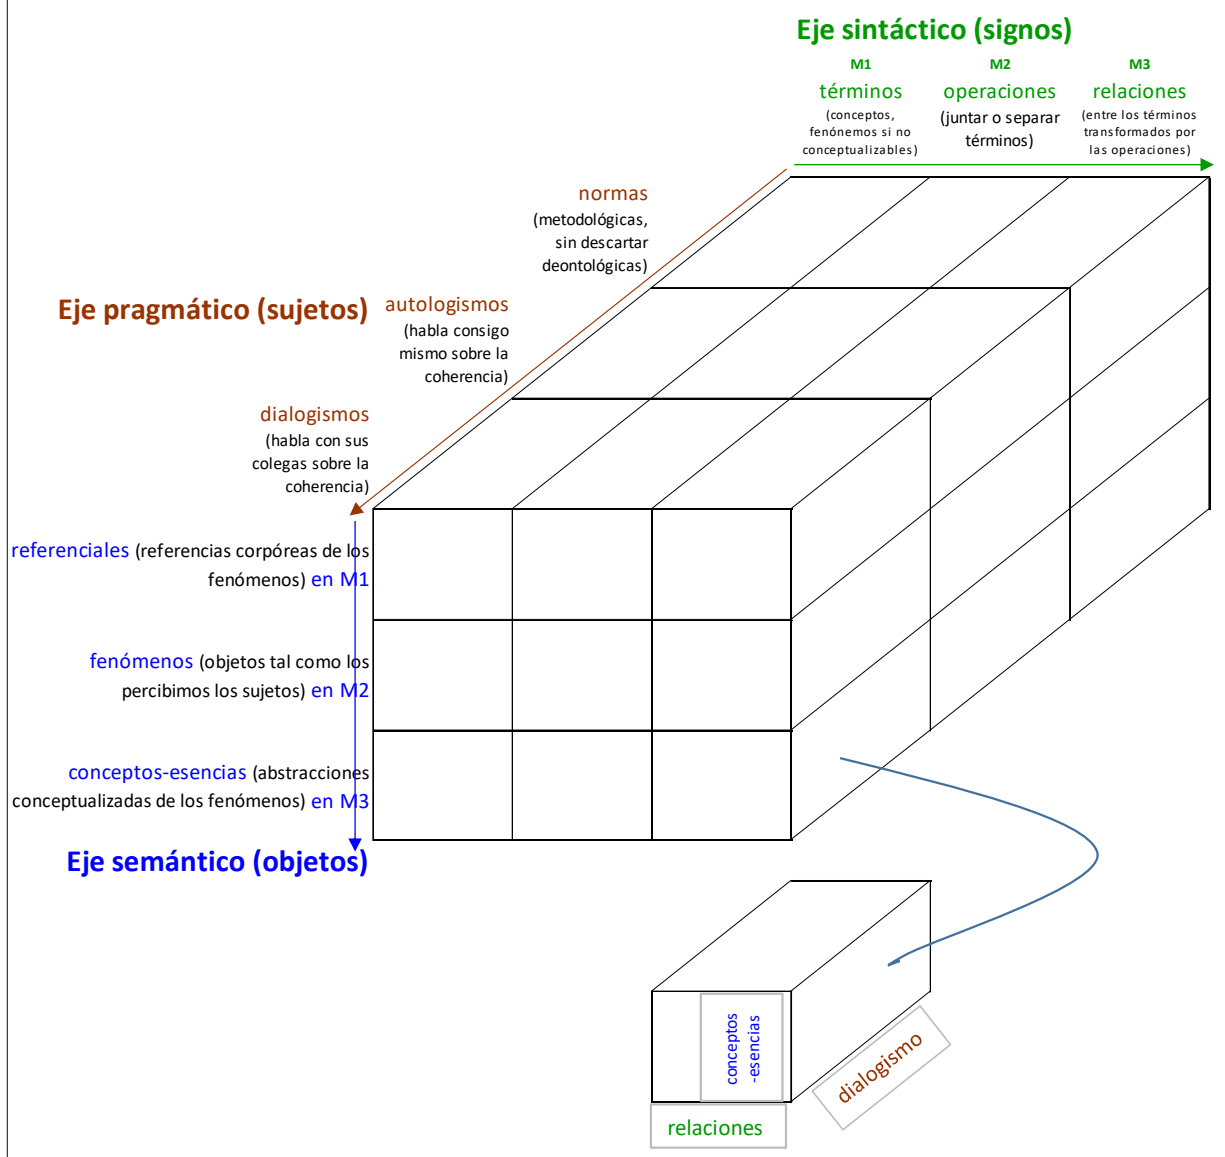 Eje sintáctico (signos)
M1
términos
(conceptos,
fenónemos si no
conceptualizables)
M2
operaciones
(juntar o separar
términos)
M3
relaciones
(entre los términos
transformados por
las operaciones)
normas
(metodológicas,
sin descartar
deontológicas)
Eje pragmático (sujetos)
autologismos
(habla consigo
mismo sobre la
coherencia)
dialogismos
(habla con sus
colegas sobre la
coherencia)
referenciales (referencias corpóreas de los
fenómenos) en M1
fenómenos (objetos tal como los
percibimos los sujetos) en M2
conceptos-esencias (abstracciones
conceptualizadas de los fenómenos) en M3
Eje semántico (objetos)
conceptos
-esencias
dialogismo
relaciones